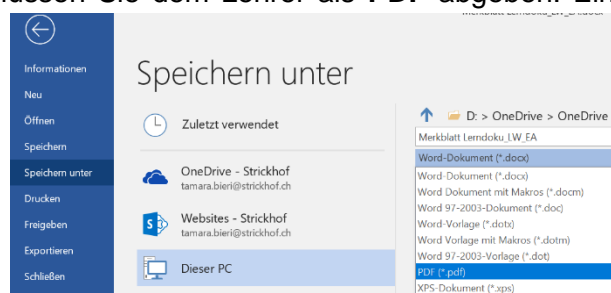 dem Lehrer als PDF abgeben.
Informationen
Neu
Öffnen
Speichern
Speichern unter
Drucken
Freigeben
Exportieren
Schließen
Speichern unter
Zuletzt verwendet
OneDrive - Strickhof
tamara.bieri@strickhof.ch
Websites - Strickhof
tamara.bieri@strickhof.ch
Dieser PC
D: > OneDrive > OneDrive
Merkblatt Lerndoku_LW_EA
Word-Dokument (*.docx)
Word-Dokument (*.docx)
Word Dokument mit Makros (*.docm)
Word 97-2003-Dokument (*.doc)
Word-Vorlage (*.dotx)
Word Vorlage mit Makros (*.dotm)
Word 97-2003-Vorlage (*.dot)
PDF (*.pdf)
XPS-Dokument (*.xps)